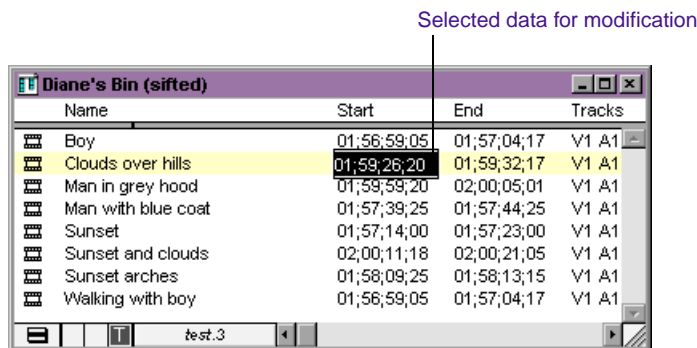 Selected data for modification
Diane's Bin (sifted)
Name Start End Tracks
Boy 01;56;59;05 01;57;04;17 V1 A1
Clouds over hills 01;59;26;20 01;59;32;17 V1 A1
Man in grey hood 01;59;59;20 02;00;05;01 V1 A1
Man with blue coat 01;57;39;25 01;57;44;25 V1 A1
Sunset 01;57;14;00 01;57;23;00 V1 A1
Sunset and clouds 02;00;11;18 02;00;21;05 V1 A1
Sunset arches 01;58;09;25 01;58;13;15 V1 A1
Walking with boy 01;56;59;05 01;57;04;17 V1 A1
T test.3